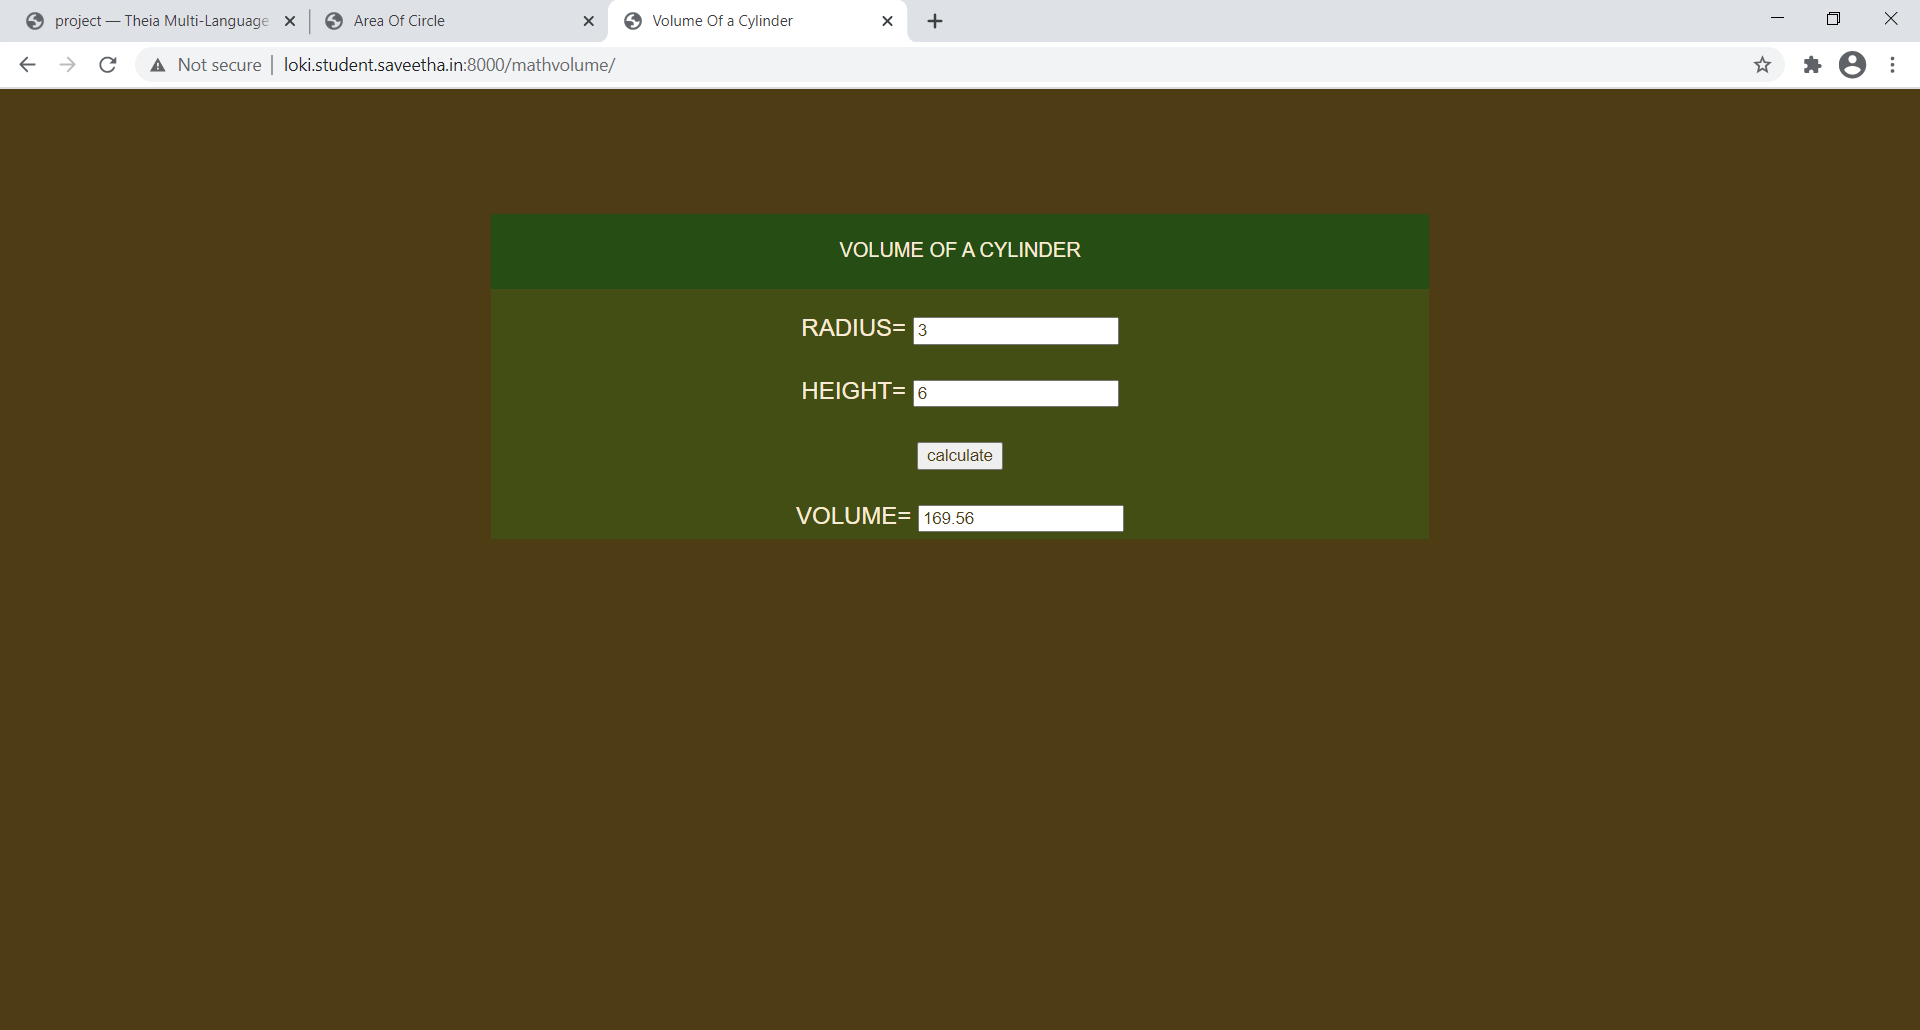 project — Theia Multi-Language
Area Of Circle
Volume Of a Cylinder
Not secure
loki.student.saveetha.in:8000/mathvolume/
VOLUME OF A CYLINDER
RADIUS= 3
HEIGHT= 6
calculate
VOLUME= 169.56